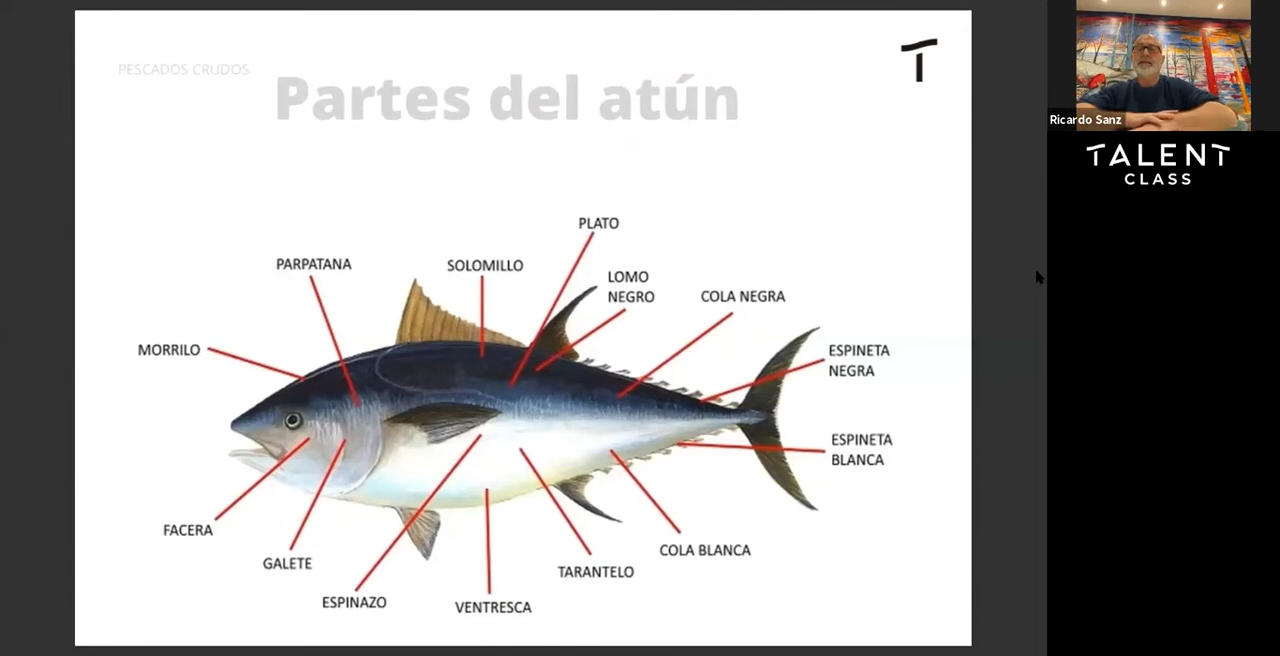 PESCADOS CRUDOS
T
Partes del atún
PLATO
PARPATANA
SOLOMILLO
LOMO
NEGRO
COLA NEGRA
MORRILO
ESPINETA
NEGRA
ESPINETA
BLANCA
FACERA
GALETE
COLA BLANCA
TARANTELO
ESPINAZO
VENTRESCA
Ricardo Sanz
TALENT
CLASS